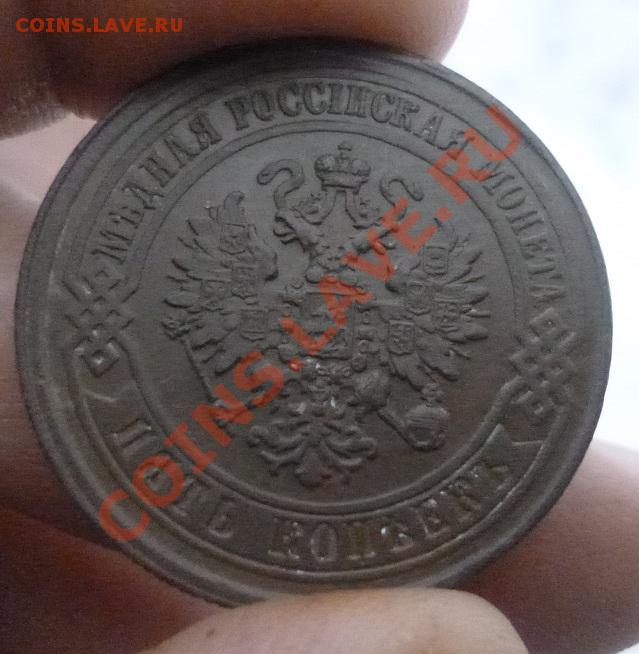 COINS.LAVE.RU
МѢДНАЯ РОССІЙСКАЯ МОНЕТА
ПЯТЬ КОПѢЕКЪ
COINS.LAVE.RU